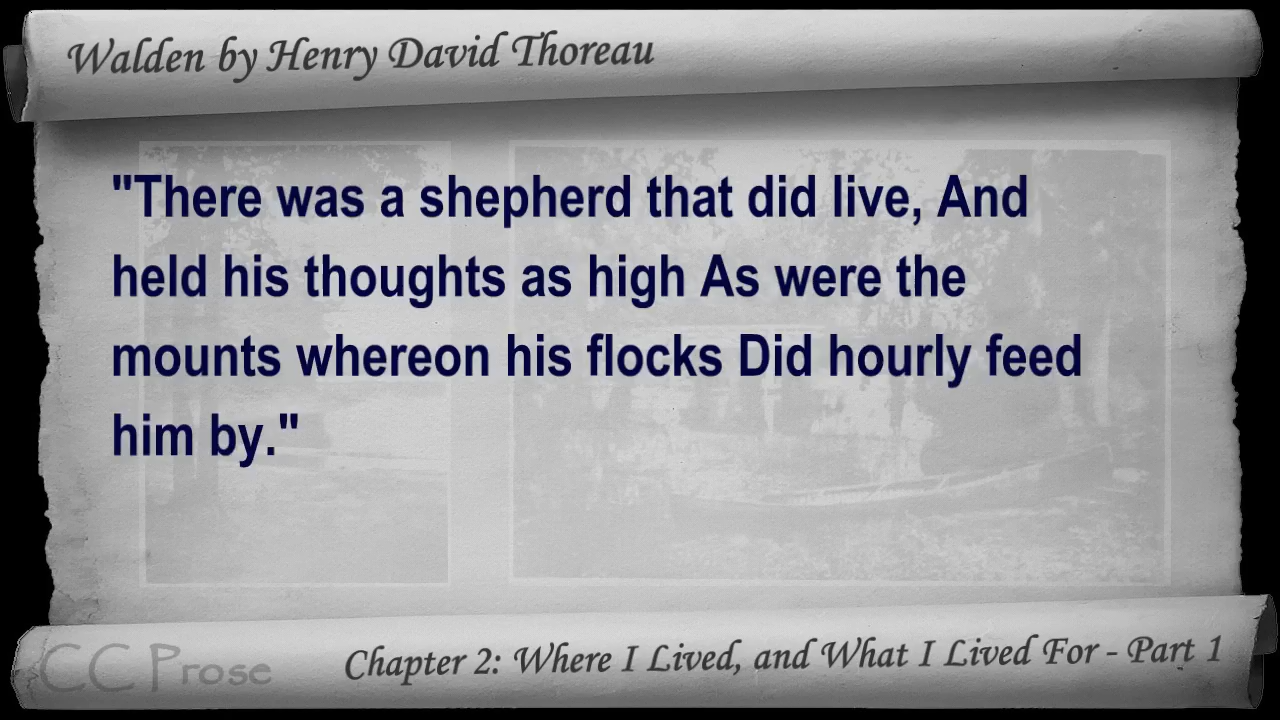 Walden by Henry David Thoreau
"There was a shepherd that did live, And
held his thoughts as high As were the
mounts whereon his flocks Did hourly feed
him by."
CC Prose
Chapter 2: Where I Lived, and What I Lived For - Part 1